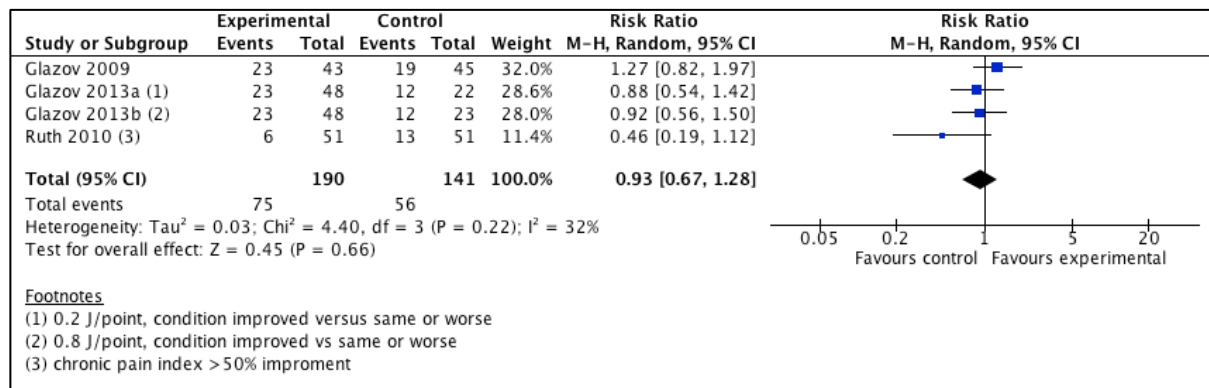 Experimental Control Risk Ratio Risk Ratio
Study or Subgroup Events Total Events Total Weight M-H, Random, 95% CI M-H, Random, 95% CI
Glazov 2009 23 43 19 45 32.0% 1.27 [0.82, 1.97]
Glazov 2013a (1) 23 48 12 22 28.6% 0.88 [0.54, 1.42]
Glazov 2013b (2) 23 48 12 23 28.0% 0.92 [0.56, 1.50]
Ruth 2010 (3) 6 51 13 51 11.4% 0.46 [0.19, 1.12]
Total (95% CI) 190 141 100.0% 0.93 [0.67, 1.28]
Total events 75 56
Heterogeneity: Tau² = 0.03; Chi² = 4.40, df = 3 (P = 0.22); I² = 32%
Test for overall effect: Z = 0.45 (P = 0.66)
0.05 0.2 1 5 20
Favours control Favours experimental
Footnotes
(1) 0.2 J/point, condition improved versus same or worse
(2) 0.8 J/point, condition improved vs same or worse
(3) chronic pain index >50% improment